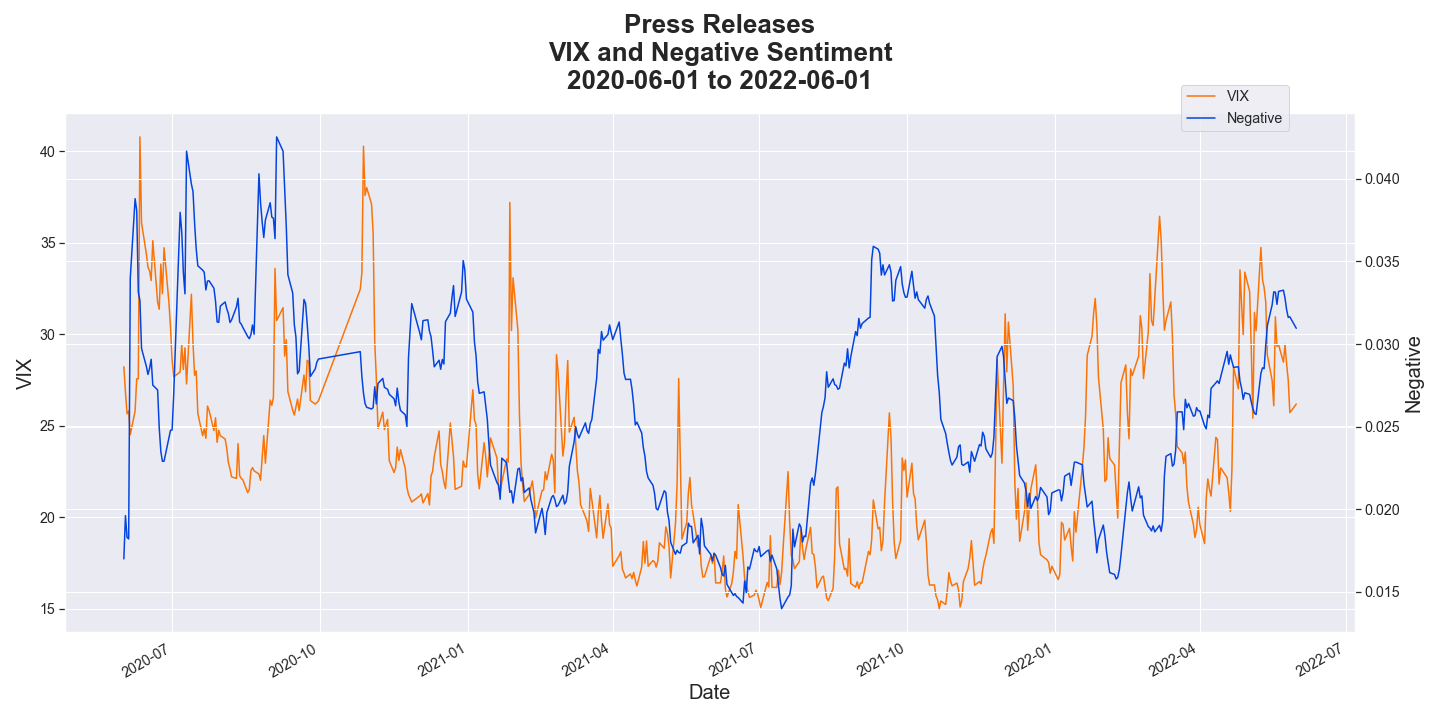 Press Releases
VIX and Negative Sentiment
2020-06-01 to 2022-06-01
VIX
Negative
40
35
30
25
20
15
VIX
0.040
0.035
0.030
0.025
0.020
0.015
Negative
2020-07
2020-10
2021-01
2021-04
2021-07
2021-10
2022-01
2022-04
2022-07
Date